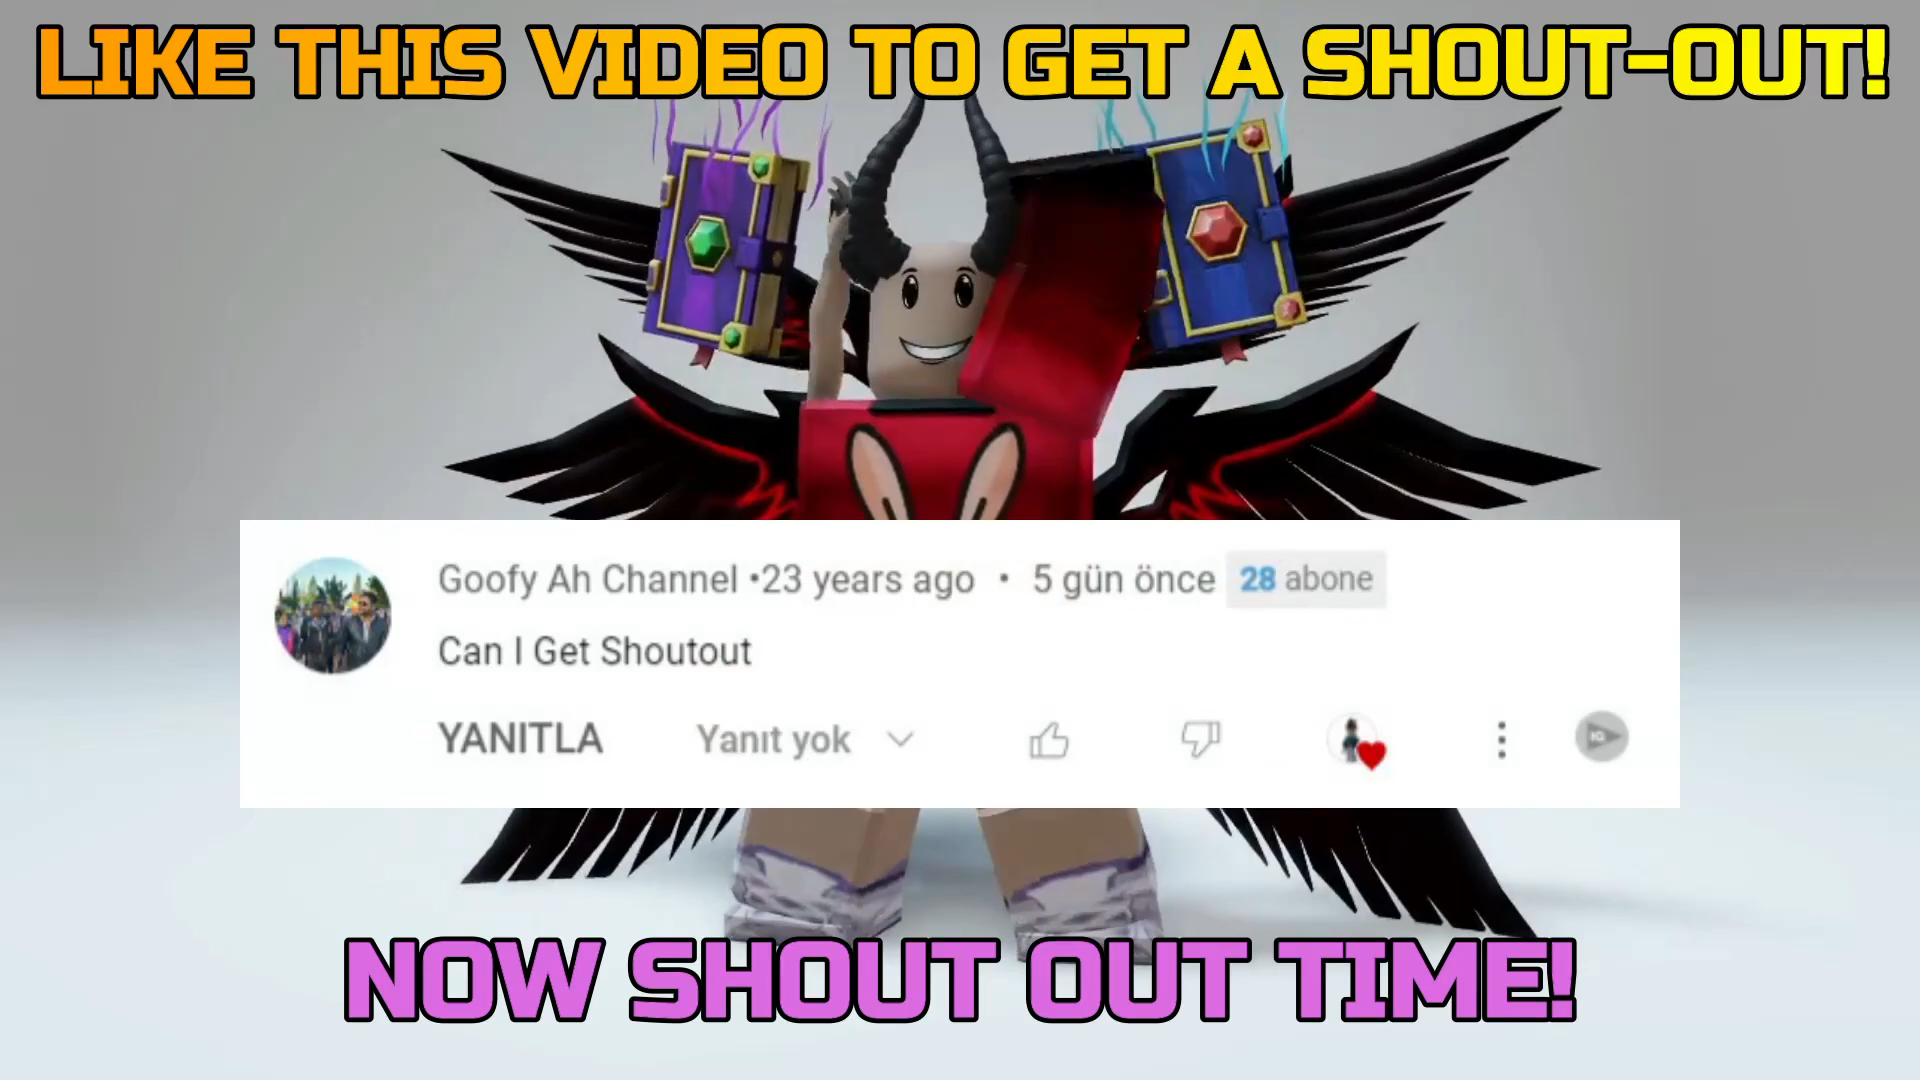 LIKE THIS VIDEO TO GET A SHOUT-OUT!
Goofy Ah Channel •23 years ago • 5 gün önce 28 abone
Can I Get Shoutout
YANITLA Yanıt yok
IG
NOW SHOUT OUT TIME!